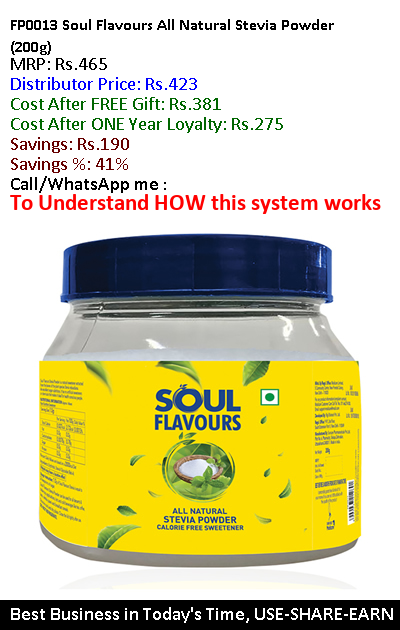 FP0013 Soul Flavours All Natural Stevia Powder
(200g)
MRP: Rs.465
Distributor Price: Rs.423
Cost After FREE Gift: Rs.381
Cost After ONE Year Loyalty: Rs.275
Savings: Rs.190
Savings %: 41%
Call/WhatsApp me :
To Understand HOW this system works
SOUL
FLAVOURS
ALL NATURAL
STEVIA POWDER
CALORIE FREE SWEETENER
Best Business in Today's Time, USE-SHARE-EARN